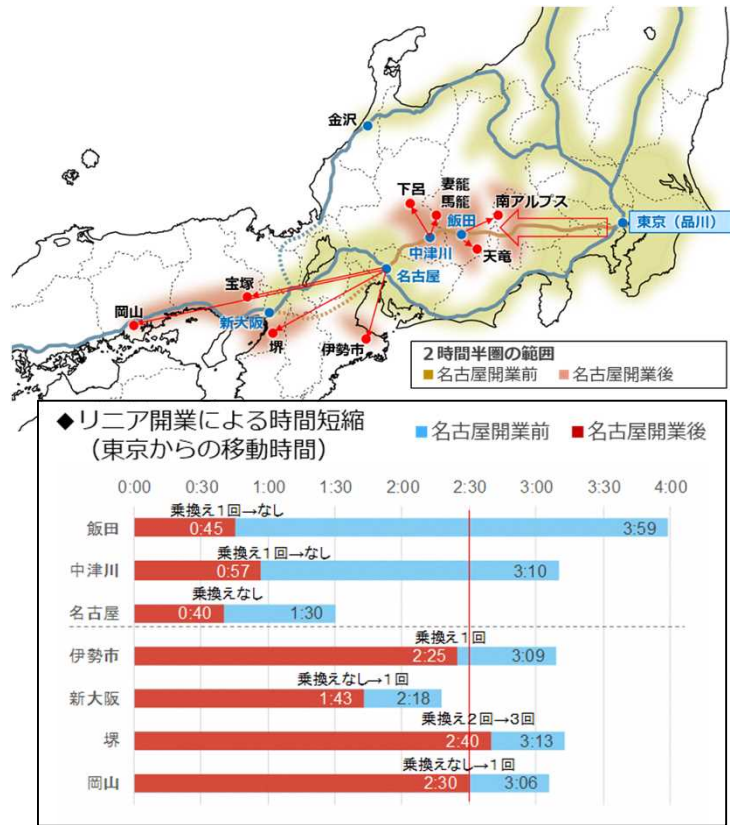 金沢
下呂
妻籠
馬籠
南アルプス
飯田
東京（品川）
中津川
天竜
名古屋
宝塚
岡山
新大阪
堺
伊勢市
２時間半圏の範囲
名古屋開業前
名古屋開業後
◆リニア開業による時間短縮
（東京からの移動時間）
名古屋開業前
名古屋開業後
0:00 0:30 1:00 1:30 2:00 2:30 3:00 3:30 4:00
乗換え１回→なし
飯田 0:45 3:59
乗換え１回→なし
中津川 0:57 3:10
乗換えなし
名古屋 0:40 1:30
乗換え１回
伊勢市 2:25 3:09
乗換えなし→１回
新大阪 1:43 2:18
乗換え２回→３回
堺 2:40 3:13
乗換えなし→１回
岡山 2:30 3:06